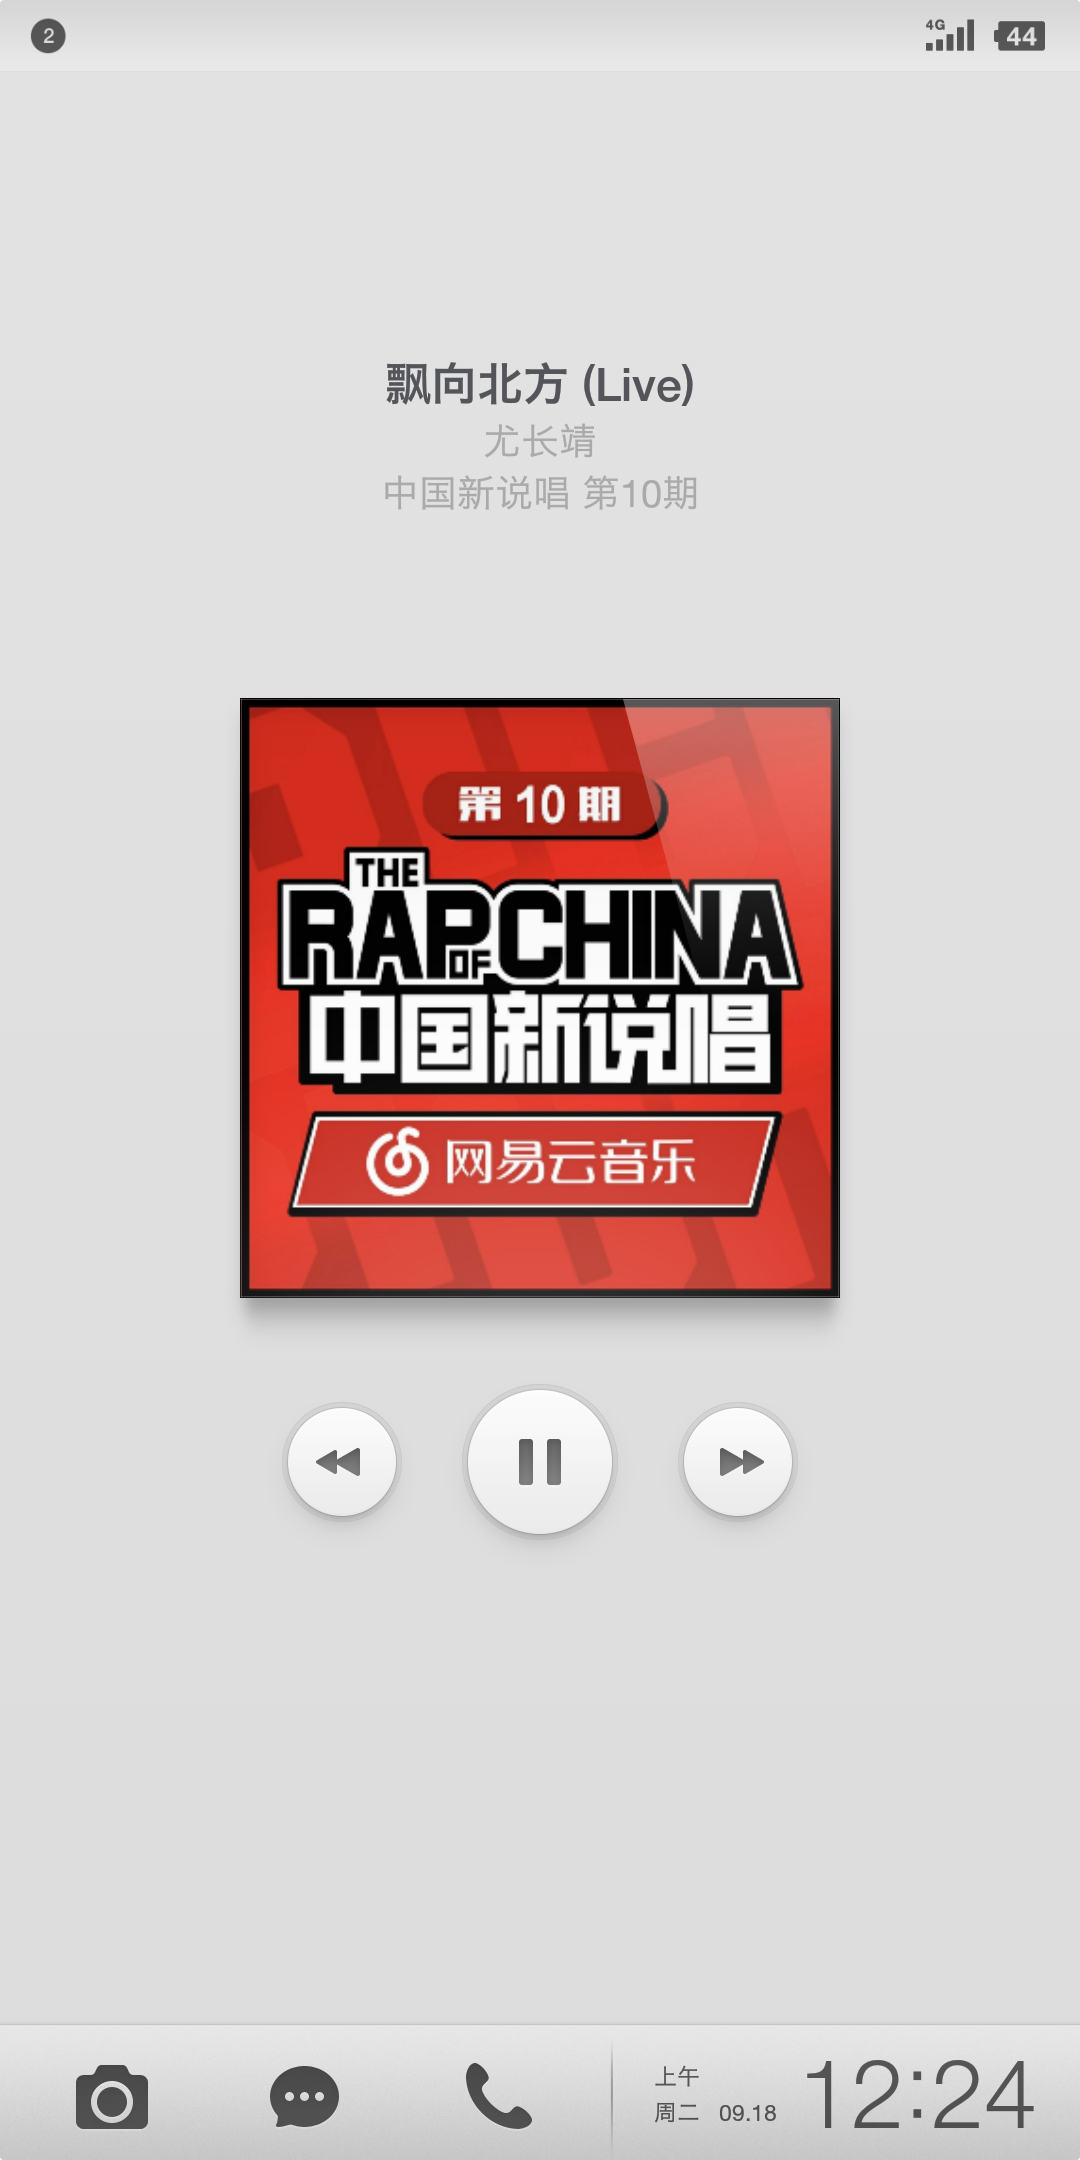 2
4G
44
飘向北方 (Live)
尤长靖
中国新说唱 第10期
第 10 期
THE
RAP OF CHINA
中国新说唱
网易云音乐
上午
周二 09.18
12:24